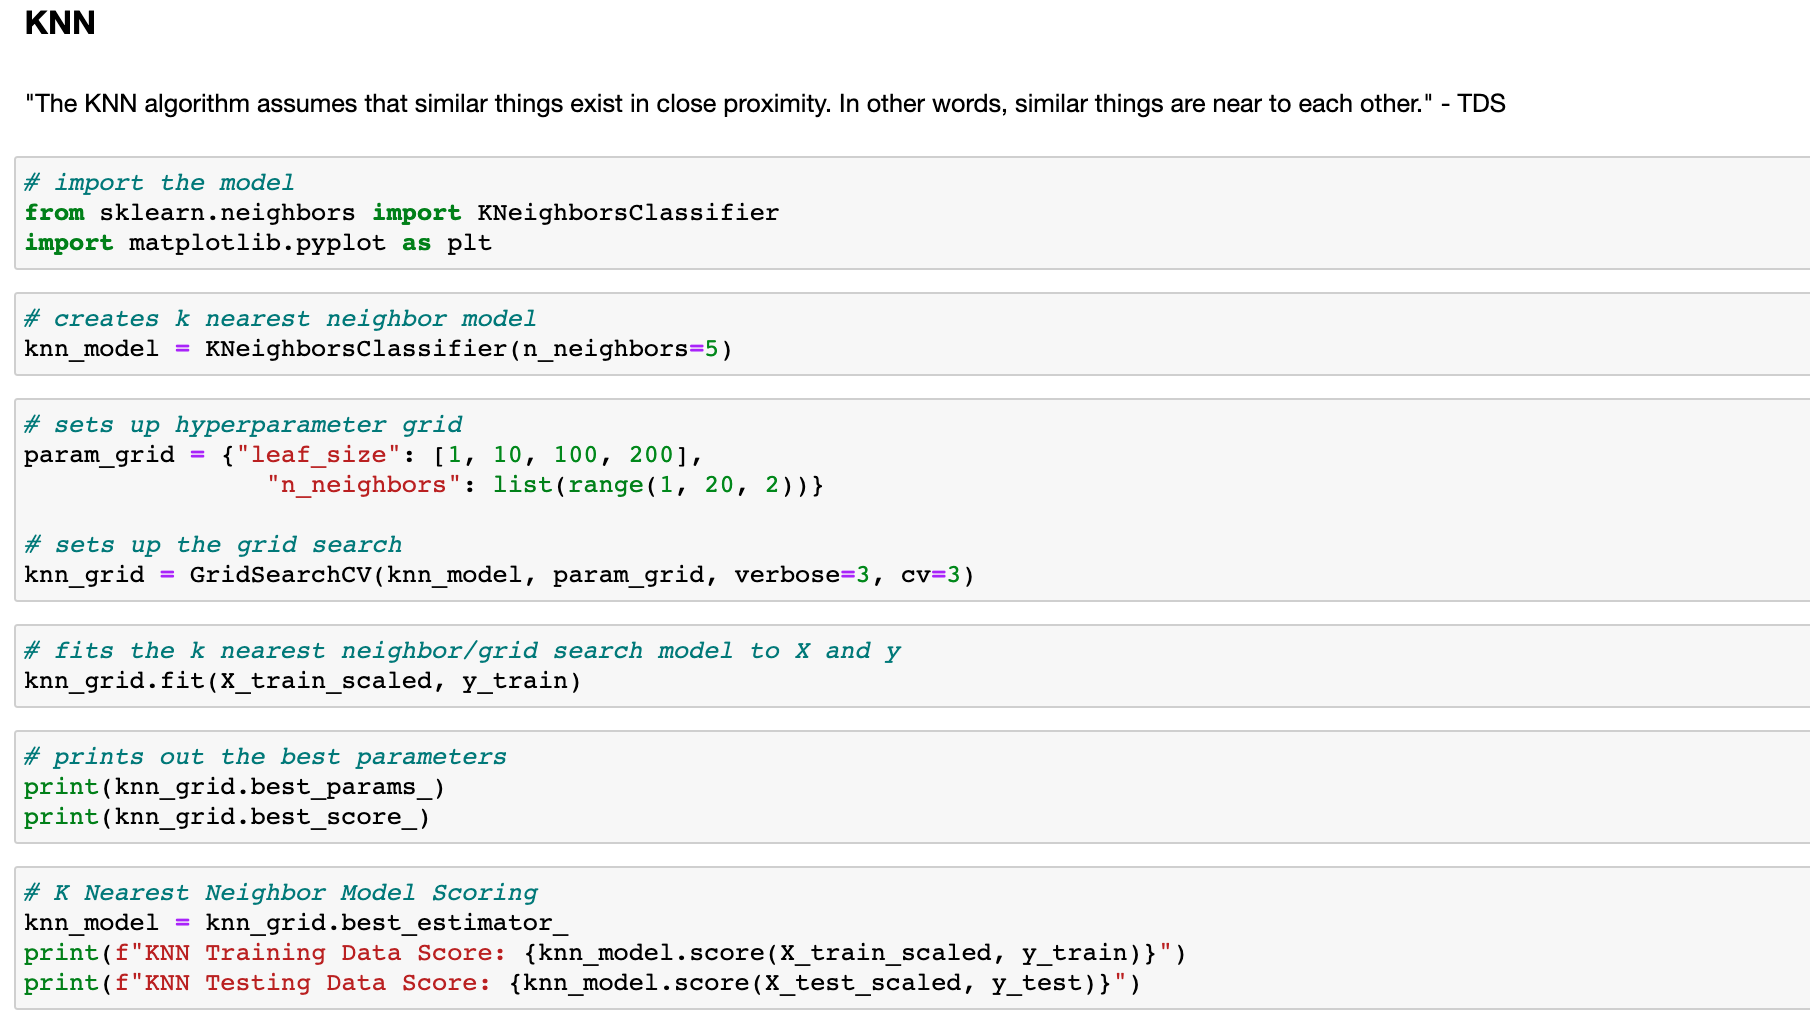 KNN
"The KNN algorithm assumes that similar things exist in close proximity. In other words, similar things are near to each other." - TDS
# import the model
from sklearn.neighbors import KNeighborsClassifier
import matplotlib.pyplot as plt
# creates k nearest neighbor model
knn_model = KNeighborsClassifier(n_neighbors=5)
# sets up hyperparameter grid
param_grid = {"leaf_size": [1, 10, 100, 200],
"n_neighbors": list(range(1, 20, 2))}
# sets up the grid search
knn_grid = GridSearchCV(knn_model, param_grid, verbose=3, cv=3)
# fits the k nearest neighbor/grid search model to X and y
knn_grid.fit(X_train_scaled, y_train)
# prints out the best parameters
print(knn_grid.best_params_)
print(knn_grid.best_score_)
# K Nearest Neighbor Model Scoring
knn_model = knn_grid.best_estimator_
print(f"KNN Training Data Score: {knn_model.score(X_train_scaled, y_train)}")
print(f"KNN Testing Data Score: {knn_model.score(X_test_scaled, y_test)}")